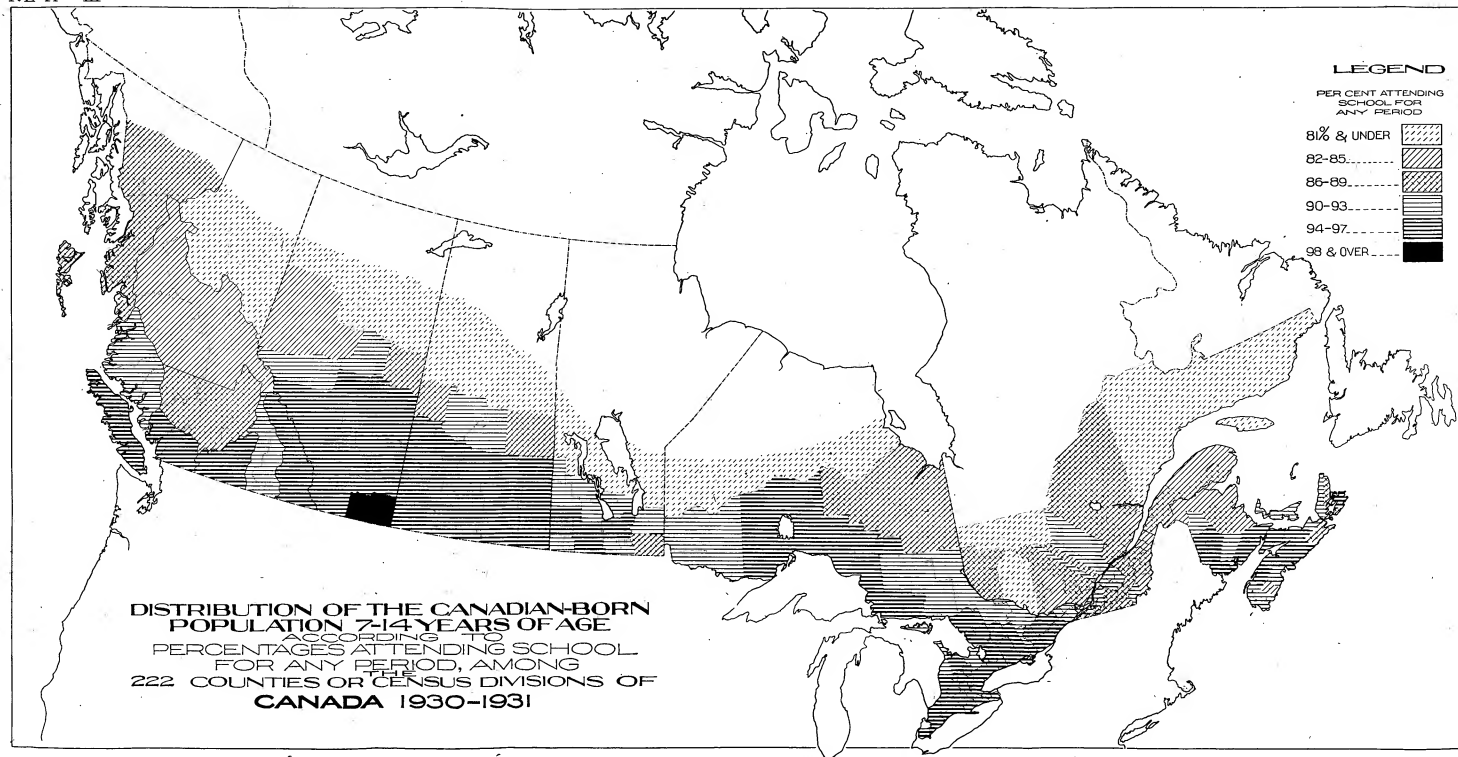 LEGEND
PER CENT ATTENDING
SCHOOL FOR
ANY PERIOD
81% & UNDER
82-85
86-89
90-93
94-97
98 & OVER
DISTRIBUTION OF THE CANADIAN-BORN
POPULATION 7-14 YEARS OF AGE
ACCORDING TO
PERCENTAGES ATTENDING SCHOOL
FOR ANY PERIOD, AMONG
THE
222 COUNTIES OR CENSUS DIVISIONS OF
CANADA 1930-1931